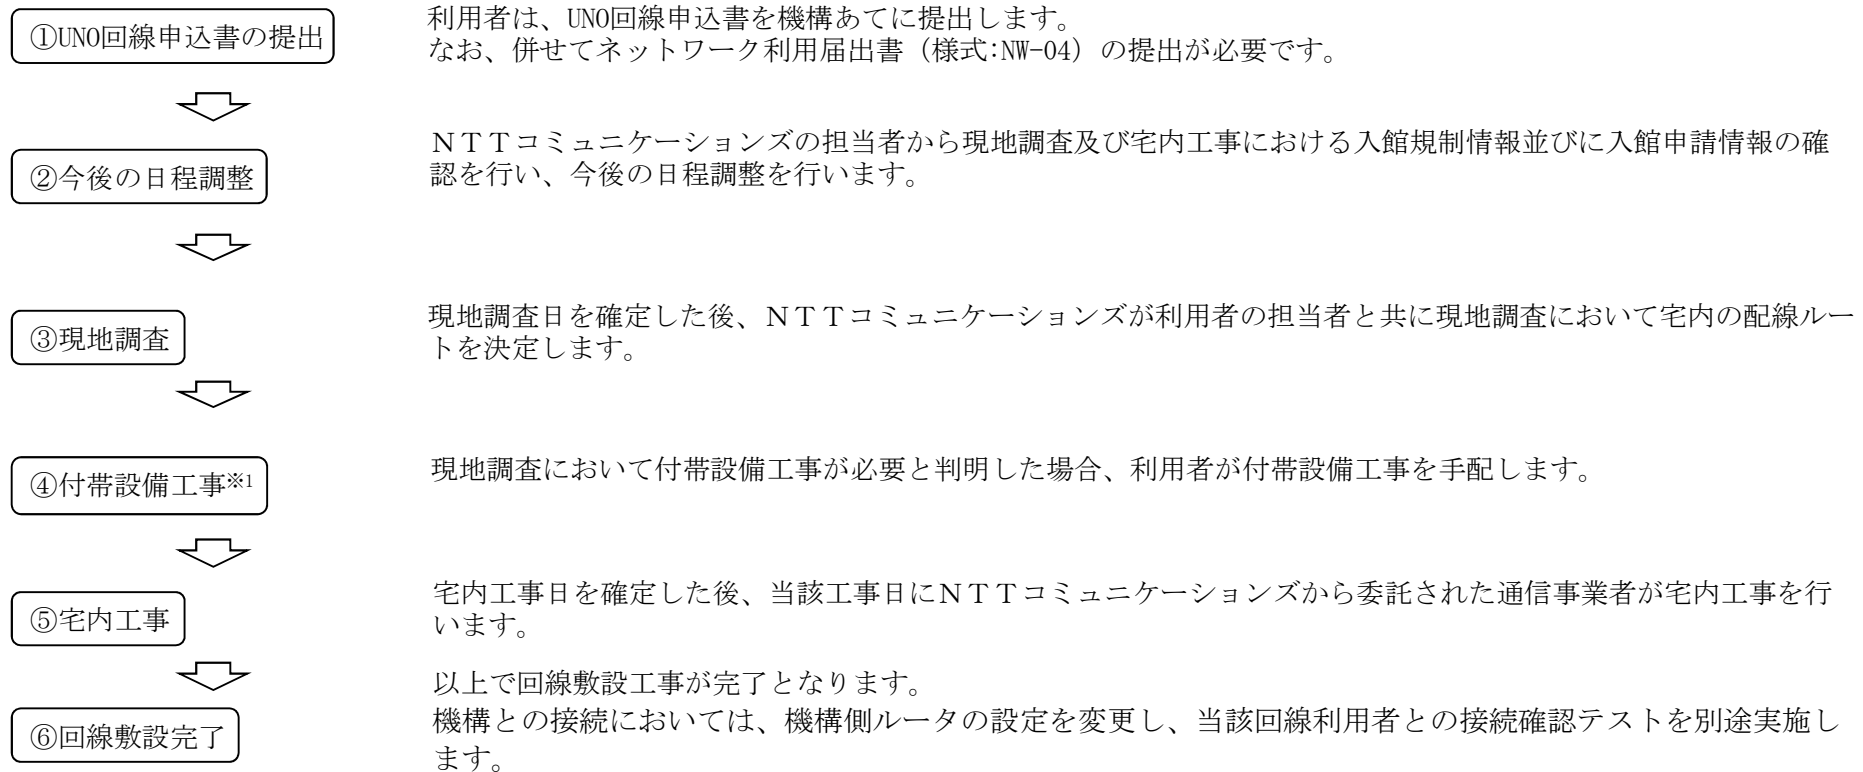 ①UNO回線申込書の提出
利用者は、UNO回線申込書を機構あてに提出します。
なお、併せてネットワーク利用届出書（様式:NW-04）の提出が必要です。
②今後の日程調整
ＮＴＴコミュニケーションズの担当者から現地調査及び宅内工事における入館規制情報並びに入館申請情報の確
認を行い、今後の日程調整を行います。
③現地調査
現地調査日を確定した後、ＮＴＴコミュニケーションズが利用者の担当者と共に現地調査において宅内の配線ルー
トを決定します。
④付帯設備工事※1
現地調査において付帯設備工事が必要と判明した場合、利用者が付帯設備工事を手配します。
⑤宅内工事
宅内工事日を確定した後、当該工事日にＮＴＴコミュニケーションズから委託された通信事業者が宅内工事を行
います。
⑥回線敷設完了
以上で回線敷設工事が完了となります。
機構との接続においては、機構側ルータの設定を変更し、当該回線利用者との接続確認テストを別途実施し
ます。